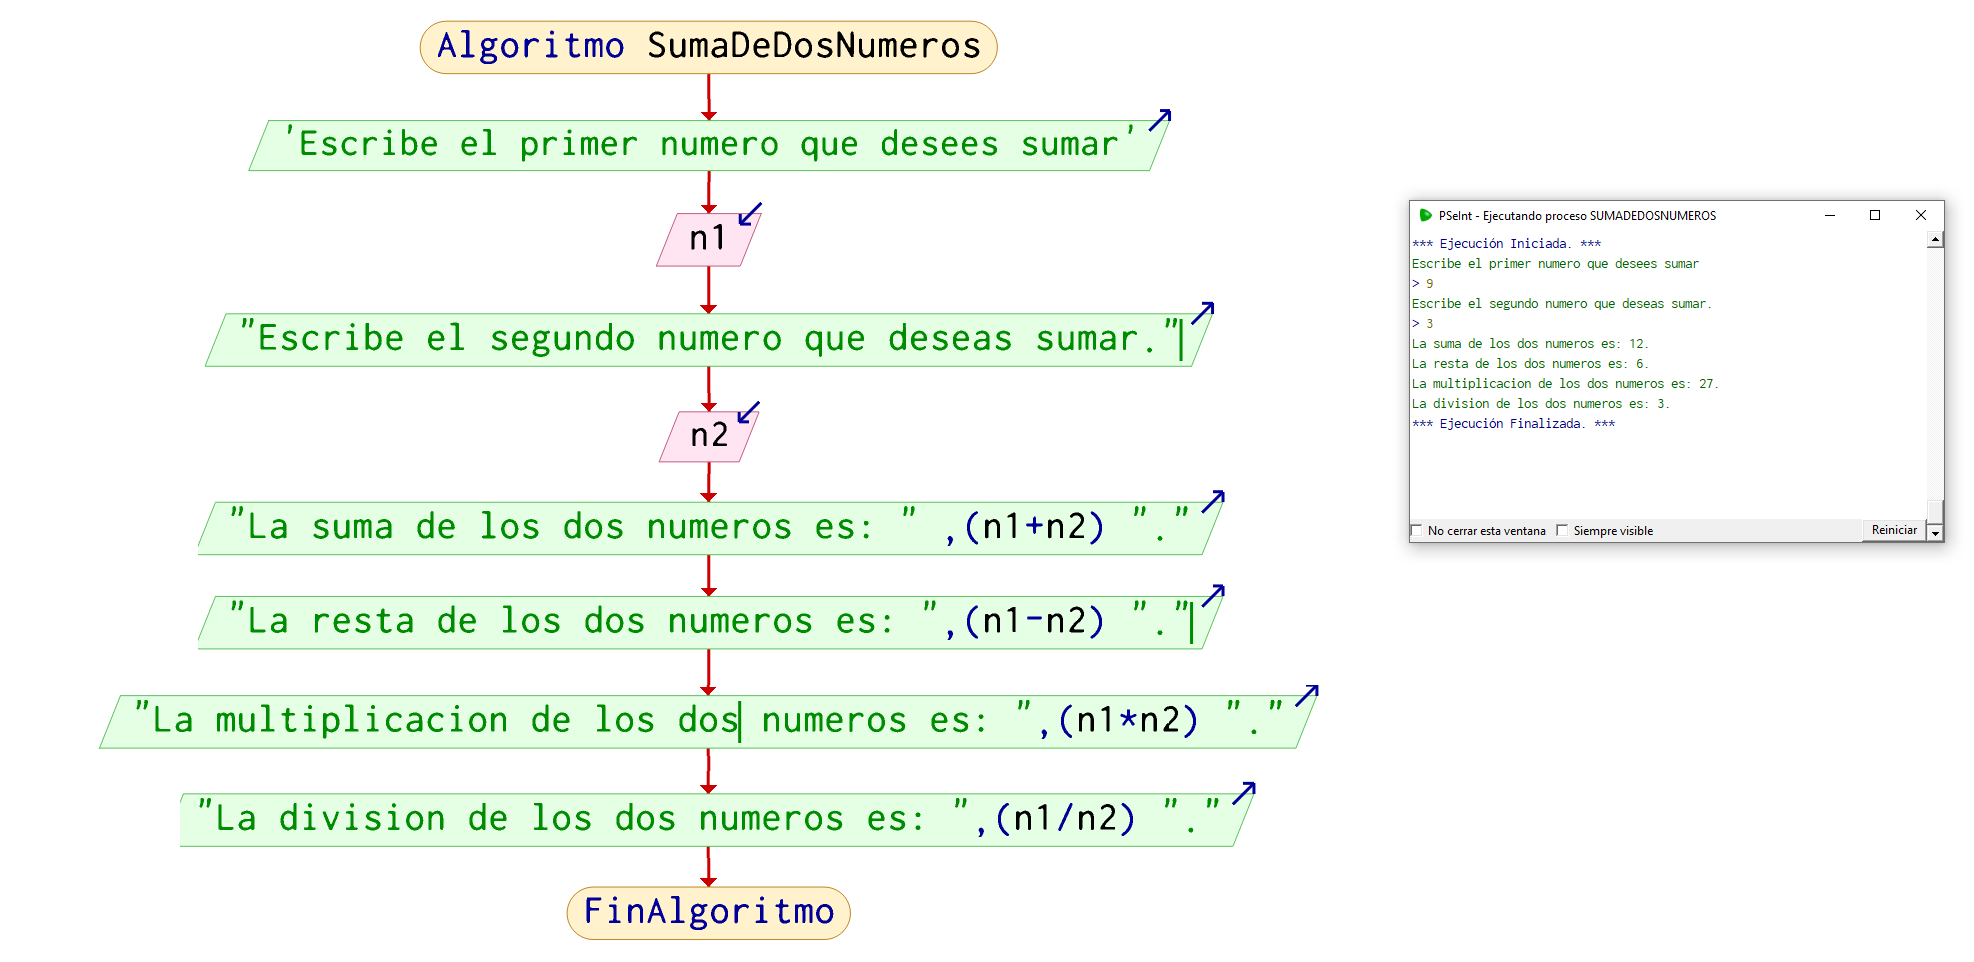 Algoritmo SumaDeDosNumeros
'Escribe el primer numero que desees sumar'
n1
"Escribe el segundo numero que deseas sumar."
n2
"La suma de los dos numeros es: " ,(n1+n2) "."
"La resta de los dos numeros es: ",(n1-n2) "."
"La multiplicacion de los dos numeros es: ",(n1*n2) "."
"La division de los dos numeros es: ",(n1/n2) "."
FinAlgoritmo
PSeInt - Ejecutando proceso SUMADEDOSNUMEROS
*** Ejecución Iniciada. ***
Escribe el primer numero que desees sumar
> 9
Escribe el segundo numero que deseas sumar.
> 3
La suma de los dos numeros es: 12.
La resta de los dos numeros es: 6.
La multiplicacion de los dos numeros es: 27.
La division de los dos numeros es: 3.
*** Ejecución Finalizada. ***
No cerrar esta ventana Siempre visible Reiniciar